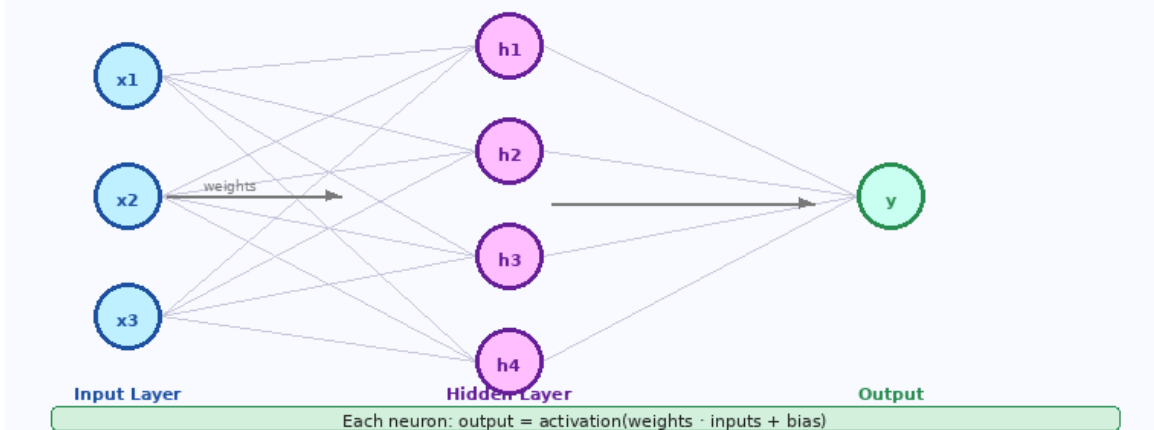 h1
x1
h2
weights
x2
y
h3
x3
h4
Input Layer
Hidden Layer
Output
Each neuron: output = activation(weights · inputs + bias)